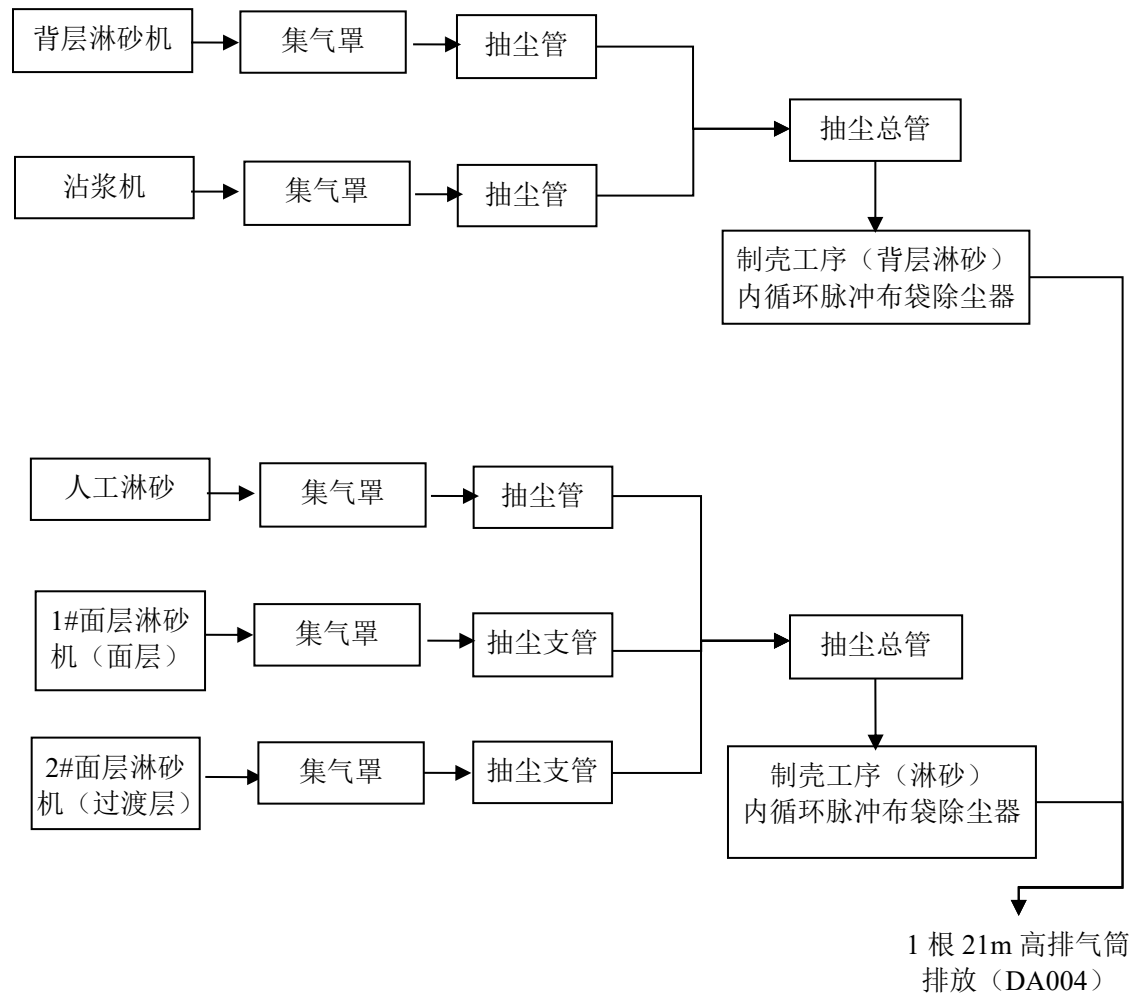 背层淋砂机
集气罩
抽尘管
抽尘总管
沾浆机
集气罩
抽尘管
制壳工序（背层淋砂）
内循环脉冲布袋除尘器
人工淋砂
集气罩
抽尘管
1#面层淋砂
机（面层）
集气罩
抽尘支管
抽尘总管
2#面层淋砂
机（过渡层）
集气罩
抽尘支管
制壳工序（淋砂）
内循环脉冲布袋除尘器
1 根 21m 高排气筒
排放（DA004）